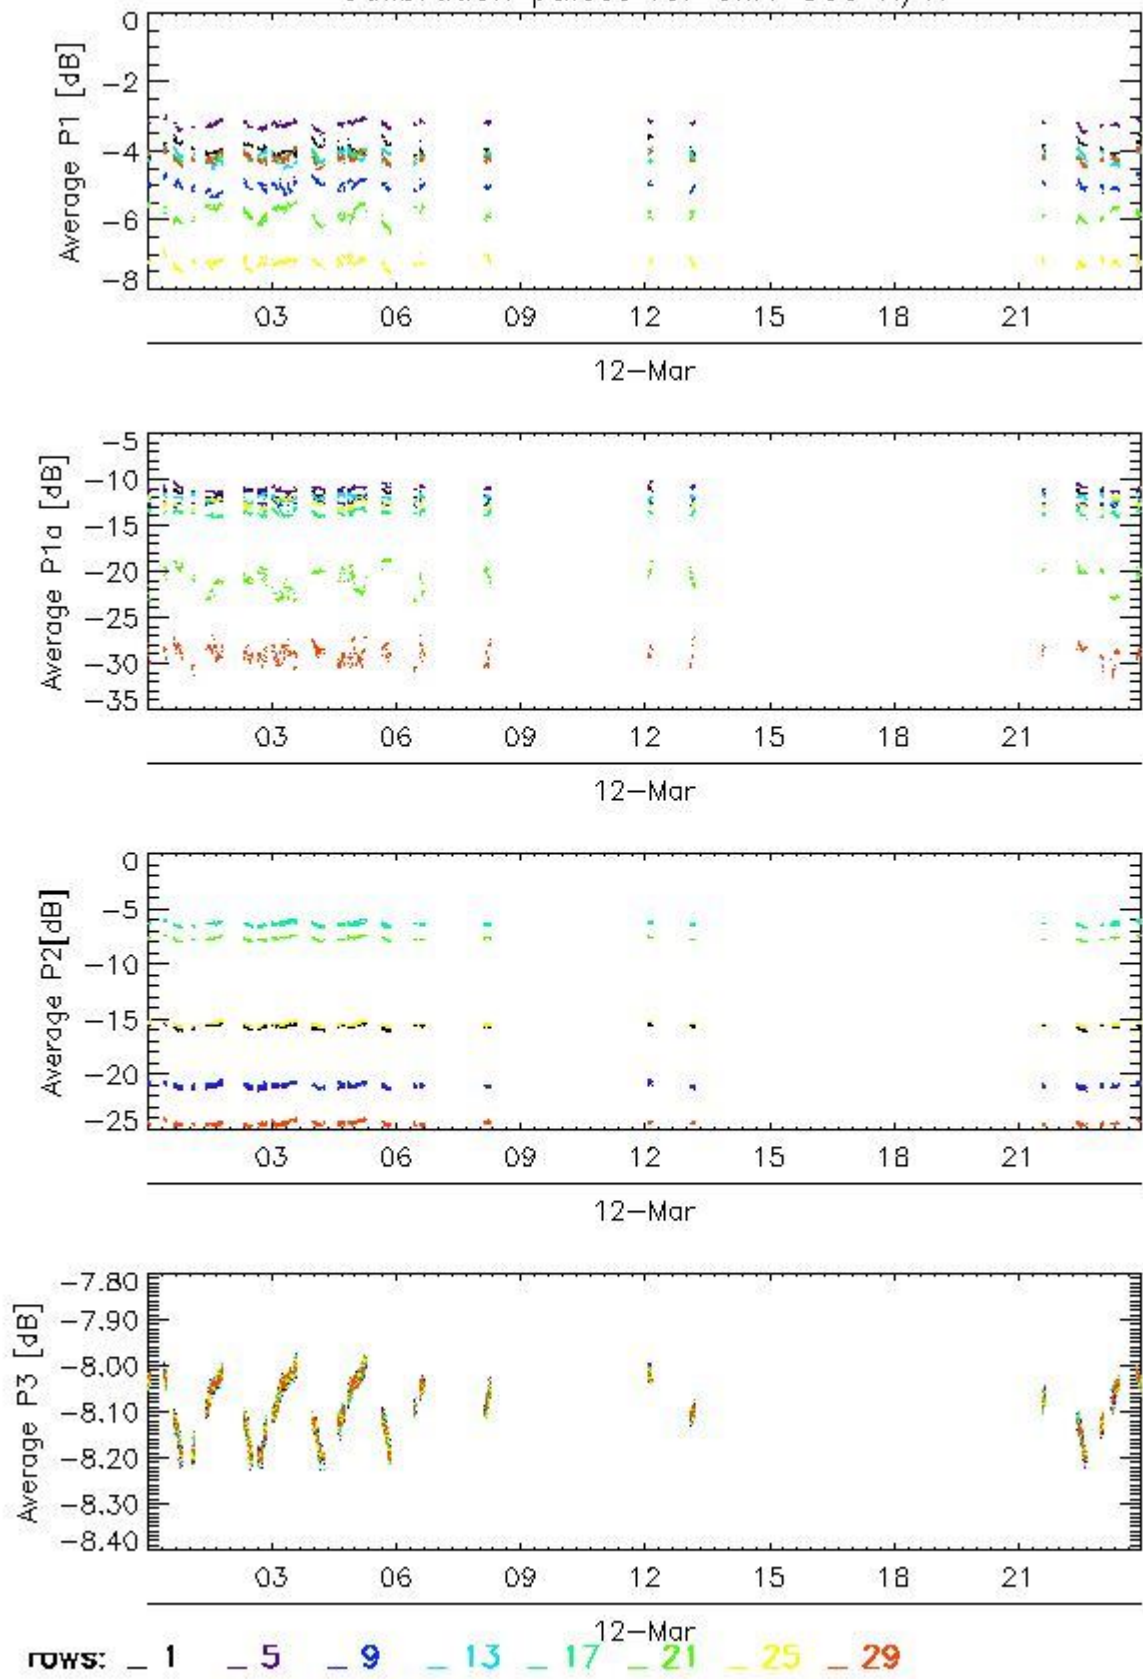 0
−2
−4
−6
−8
Average P1 [dB]
03 06 09 12 15 18 21
12−Mar
−5
−10
−15
−20
−25
−30
−35
Average P1a [dB]
03 06 09 12 15 18 21
12−Mar
0
−5
−10
−15
−20
−25
Average P2[dB]
03 06 09 12 15 18 21
12−Mar
−7.80
−7.90
−8.00
−8.10
−8.20
−8.30
−8.40
Average P3 [dB]
03 06 09 12 15 18 21
12−Mar
rows: _ 1 _ 5 _ 9 _ 13 _ 17 _ 21 _ 25 _ 29